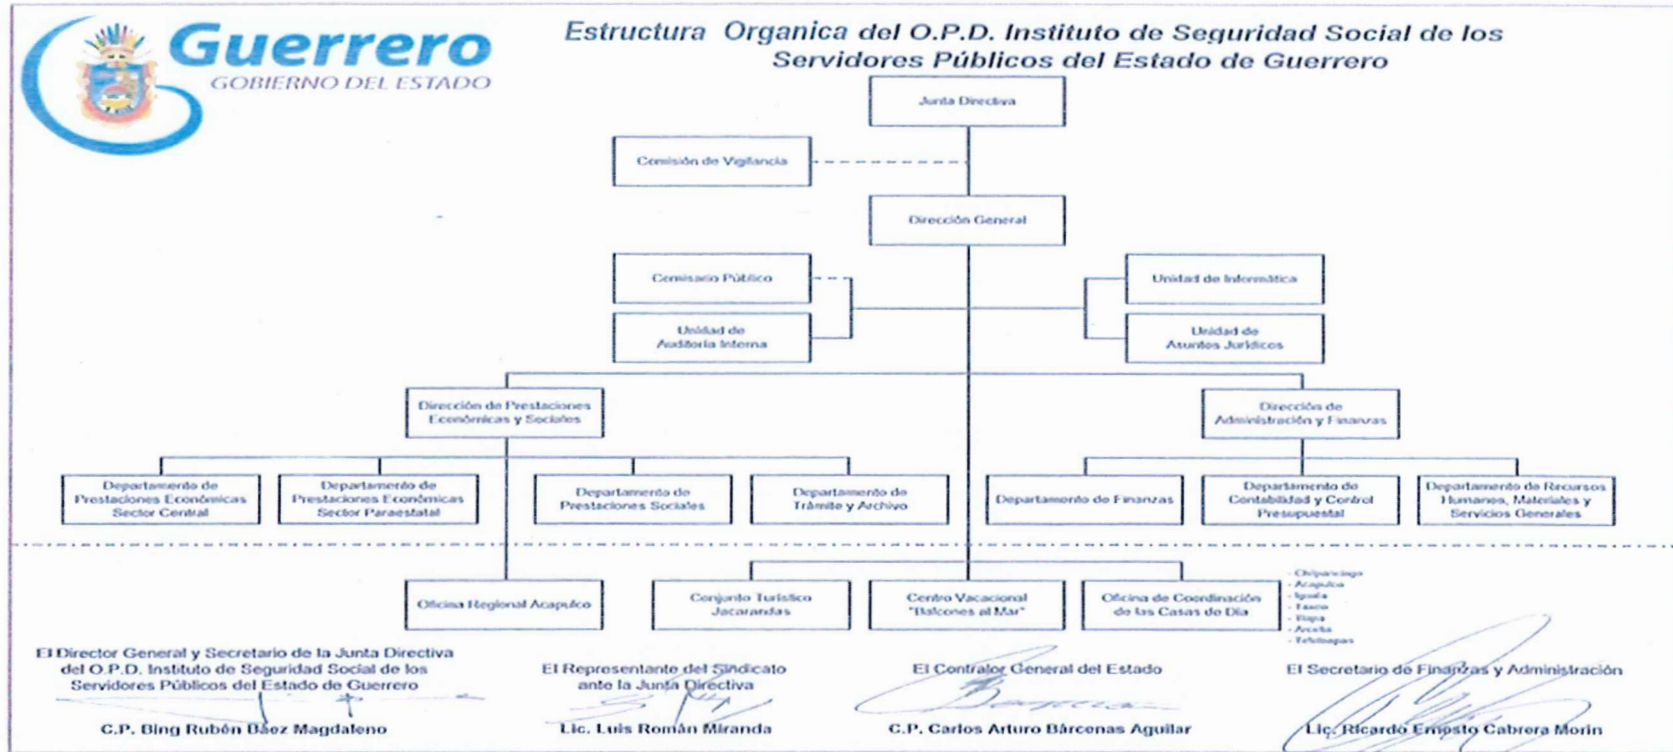 Guerrero
GOBIERNO DEL ESTADO
Estructura Organica del O.P.D. Instituto de Seguridad Social de los
Servidores Públicos del Estado de Guerrero
Junta Directiva
Comisión de Vigilancia
Dirección General
Comisario Público
Unidad de Informática
Unidad de
Auditoría Interna
Unidad de
Asuntos Jurídicos
Dirección de Prestaciones
Económicas y Sociales
Dirección de
Administración y Finanzas
Departamento de
Prestaciones Económicas
Sector Central
Departamento de
Prestaciones Económicas
Sector Paraestatal
Departamento de
Prestaciones Sociales
Departamento de
Trámite y Archivo
Departamento de Finanzas
Departamento de
Contabilidad y Control
Presupuestal
Departamento de Recursos
Humanos, Materiales y
Servicios Generales
Oficina Regional Acapulco
Conjunto Turístico
Jacarandas
Centro Vacacional
"Balcones al Mar"
Oficina de Coordinación
de las Casas de Día
- Chilpancingo
- Acapulco
- Iguala
- Taxco
El Director General y Secretario de la Junta Directiva
del O.P.D. Instituto de Seguridad Social de los
Servidores Públicos del Estado de Guerrero
C.P. Bing Rubén Báez Magdaleno
El Representante del Sindicato
ante la Junta Directiva
Lic. Luis Román Miranda
El Contralor General del Estado
C.P. Carlos Arturo Bárcenas Aguilar
El Secretario de Finanzas y Administración
Lic. Ricardo Ernesto Cabrera Morin